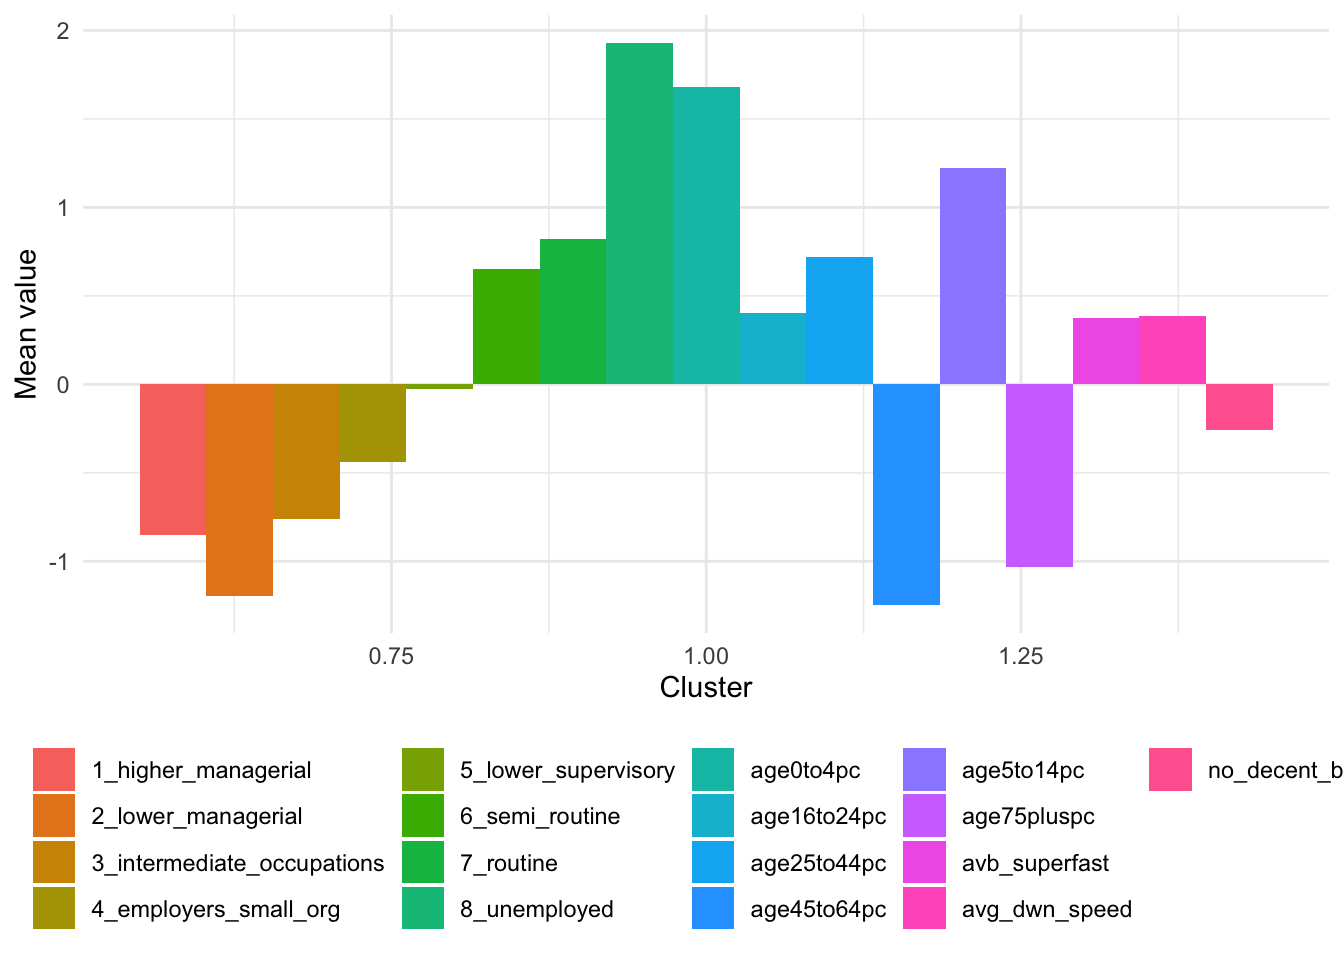 2
1
0
-1
Mean value
0.75 1.00 1.25
Cluster
1_higher_managerial 5_lower_supervisory age0to4pc age5to14pc no_decent_b
2_lower_managerial 6_semi_routine age16to24pc age75pluspc
3_intermediate_occupations 7_routine age25to44pc avb_superfast
4_employers_small_org 8_unemployed age45to64pc avg_dwn_speed